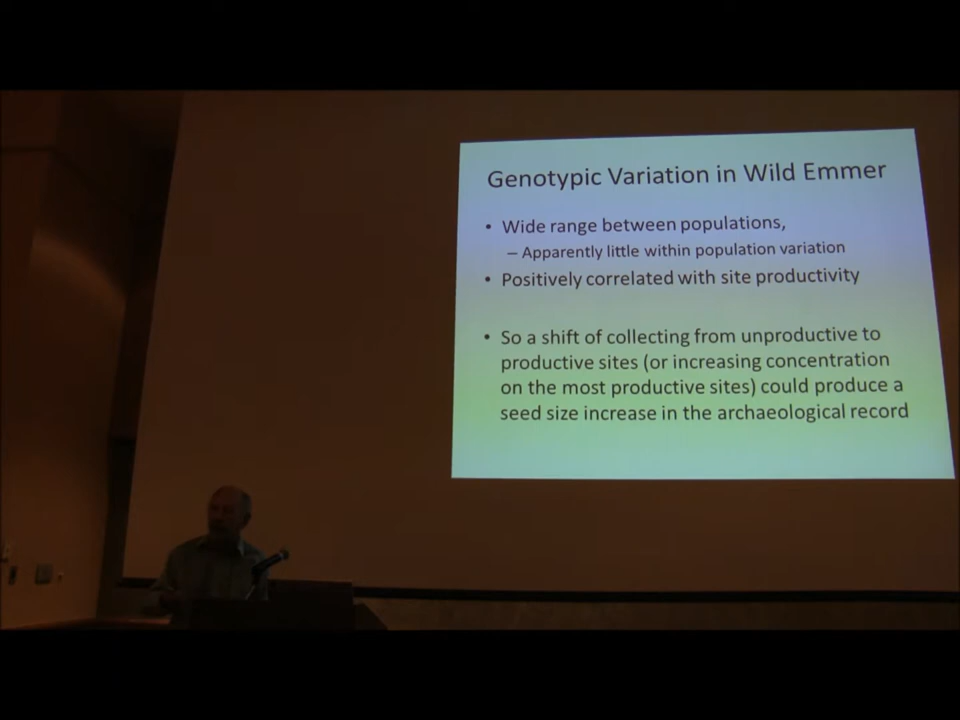 Genotypic Variation in Wild Emmer
• Wide range between populations,
– Apparently little within population variation
• Positively correlated with site productivity
• So a shift of collecting from unproductive to
productive sites (or increasing concentration
on the most productive sites) could produce a
seed size increase in the archaeological record